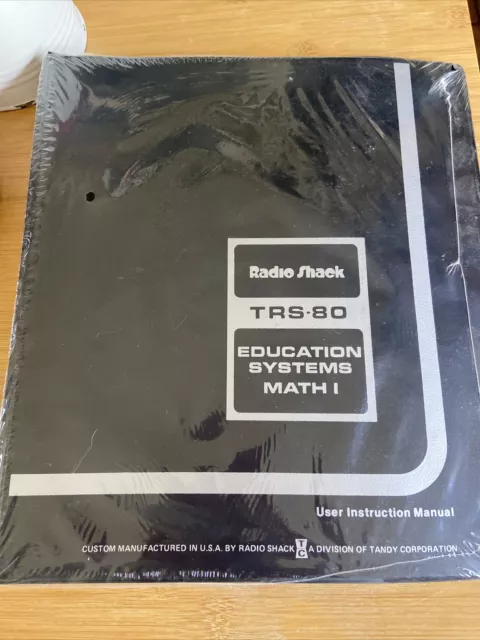 Radio Shack
TRS-80
EDUCATION
SYSTEMS
MATH I
User Instruction Manual
CUSTOM MANUFACTURED IN U.S.A. BY RADIO SHACK TC A DIVISION OF TANDY CORPORATION